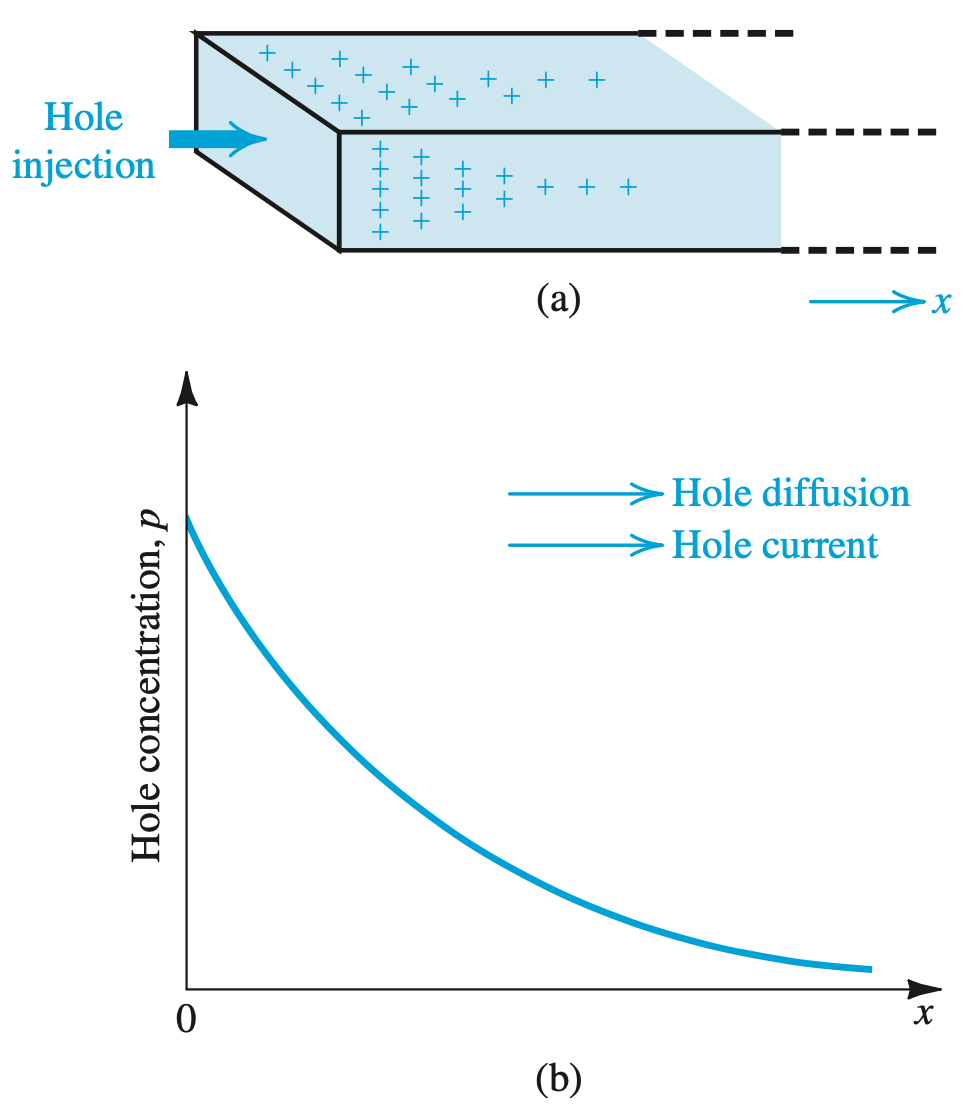 Hole
injection
(a)
x
Hole concentration, p
Hole diffusion
Hole current
0
x
(b)